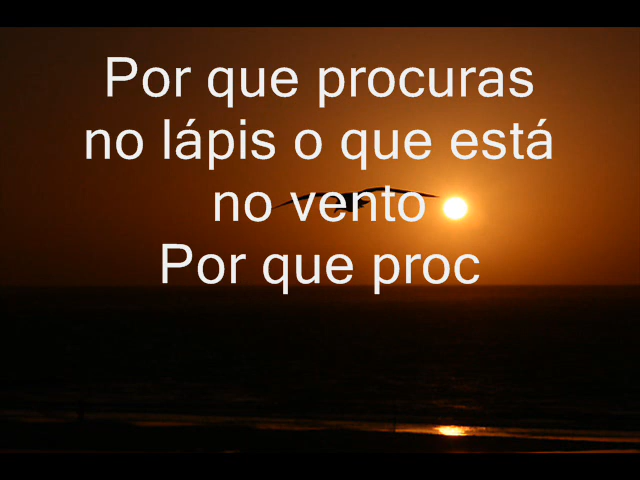 Por que procuras
no lápis o que está
no vento
Por que proc